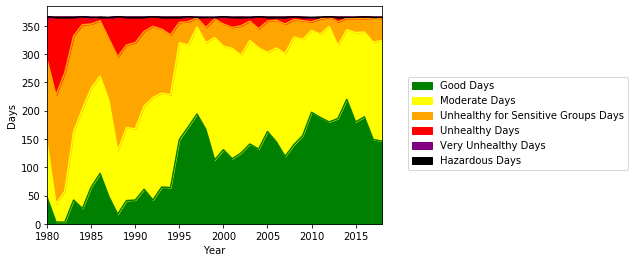 350
300
250
200
150
100
50
0
Days
1980 1985 1990 1995 2000 2005 2010 2015
Year
Good Days
Moderate Days
Unhealthy for Sensitive Groups Days
Unhealthy Days
Very Unhealthy Days
Hazardous Days